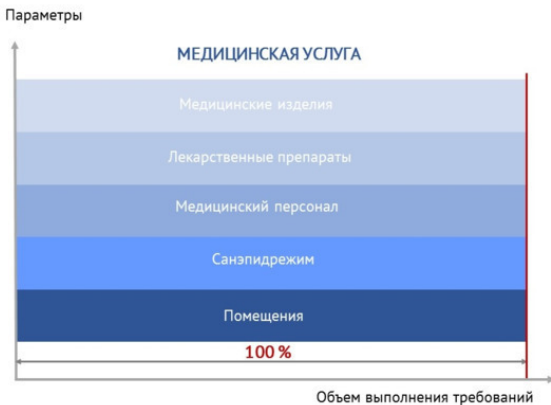 Параметры
МЕДИЦИНСКАЯ УСЛУГА
Медицинские изделия
Лекарственные препараты
Медицинский персонал
Санэпидрежим
Помещения
100 %
Объем выполнения требований